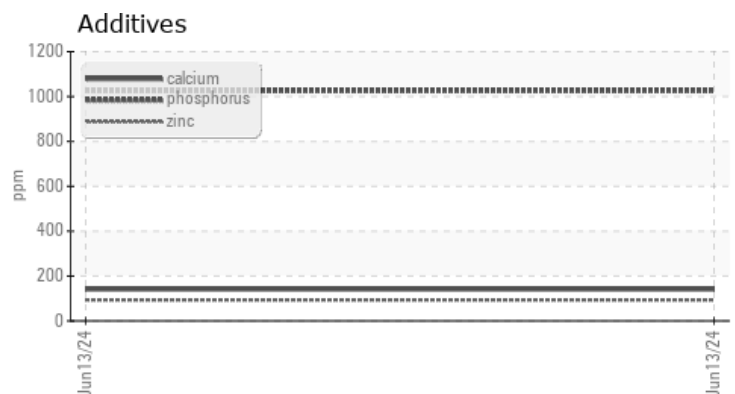 Additives
1200
calcium
1000
phosphorus
zinc
800
600
ppm
400
200
0
Jun13/24
Jun13/24